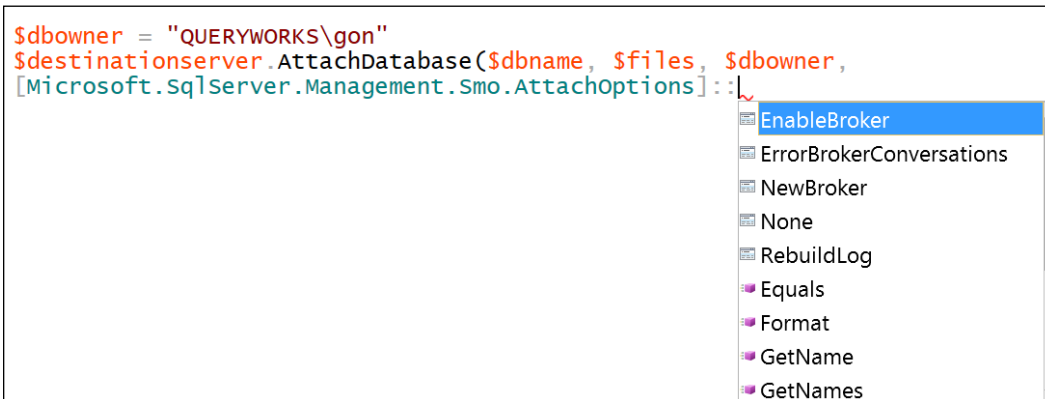 $dbowner = "QUERYWORKS\gon"
$destinationserver.AttachDatabase($dbname, $files, $dbowner,
[Microsoft.SqlServer.Management.Smo.AttachOptions]::
EnableBroker
ErrorBrokerConversations
NewBroker
None
RebuildLog
Equals
Format
GetName
GetNames